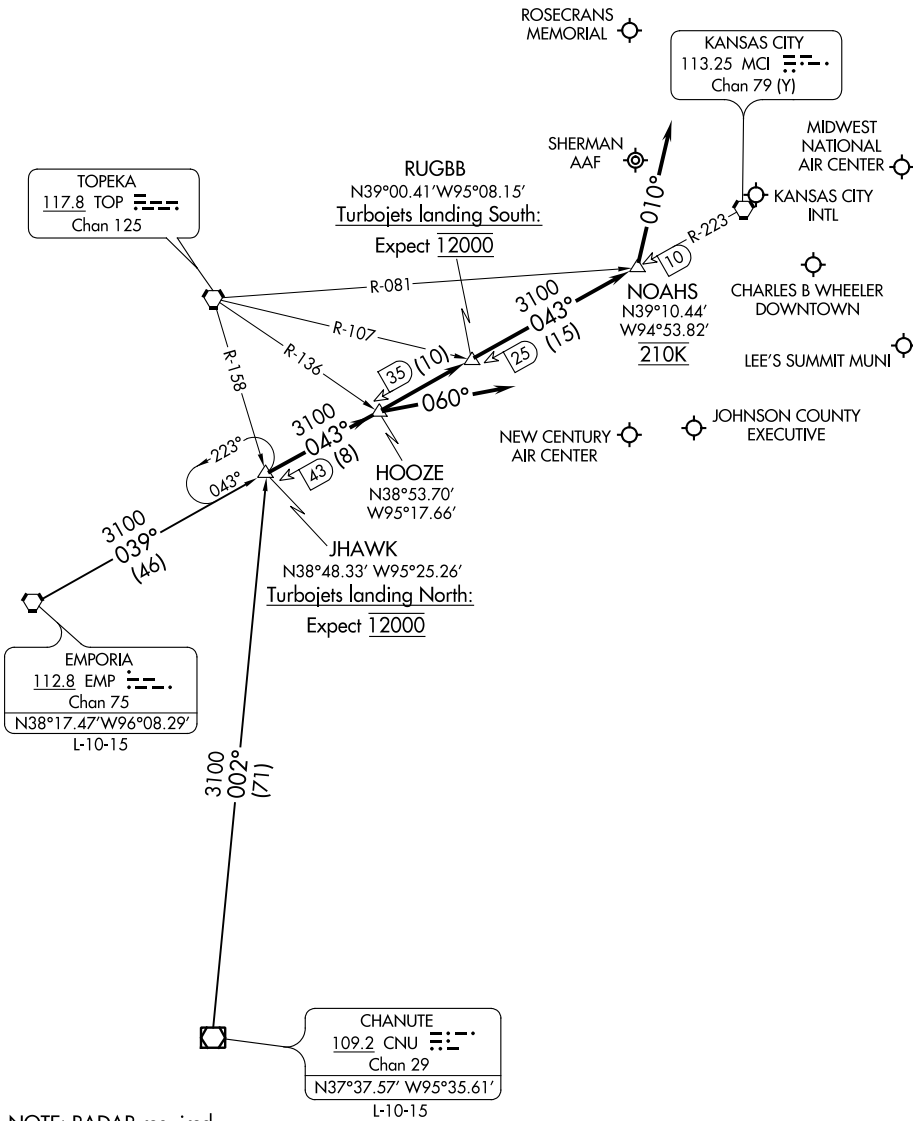 ROSECRANS
MEMORIAL
KANSAS CITY
113.25 MCI
Chan 79 (Y)
MIDWEST
NATIONAL
AIR CENTER
SHERMAN
AAF
RUGBB
N39°00.41'W95°08.15'
Turbojets landing South:
Expect 12000
TOPEKA
117.8 TOP
Chan 125
010°
KANSAS CITY
INTL
R-223
10
R-081
NOAHS
N39°10.44'
W94°53.82'
210K
CHARLES B WHEELER
DOWNTOWN
3100
043°
(15)
25
R-107
R-136
R-158
35
(10)
LEE'S SUMMIT MUNI
060°
3100
043°
(8)
43
NEW CENTURY
AIR CENTER
JOHNSON COUNTY
EXECUTIVE
223°
043°
HOOZE
N38°53.70'
W95°17.66'
3100
039°
(46)
JHAWK
N38°48.33' W95°25.26'
Turbojets landing North:
Expect 12000
EMPORIA
112.8 EMP
Chan 75
N38°17.47'W96°08.29'
L-10-15
3100
002°
(71)
CHANUTE
109.2 CNU
Chan 29
N37°37.57' W95°35.61'
L-10-15
NOTE: RADAR required